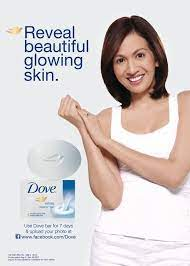 Reveal
beautiful
glowing
skin.
Dove
Use Dove bar for 7 days
& upload your photo at
www.facebook.com/Dove